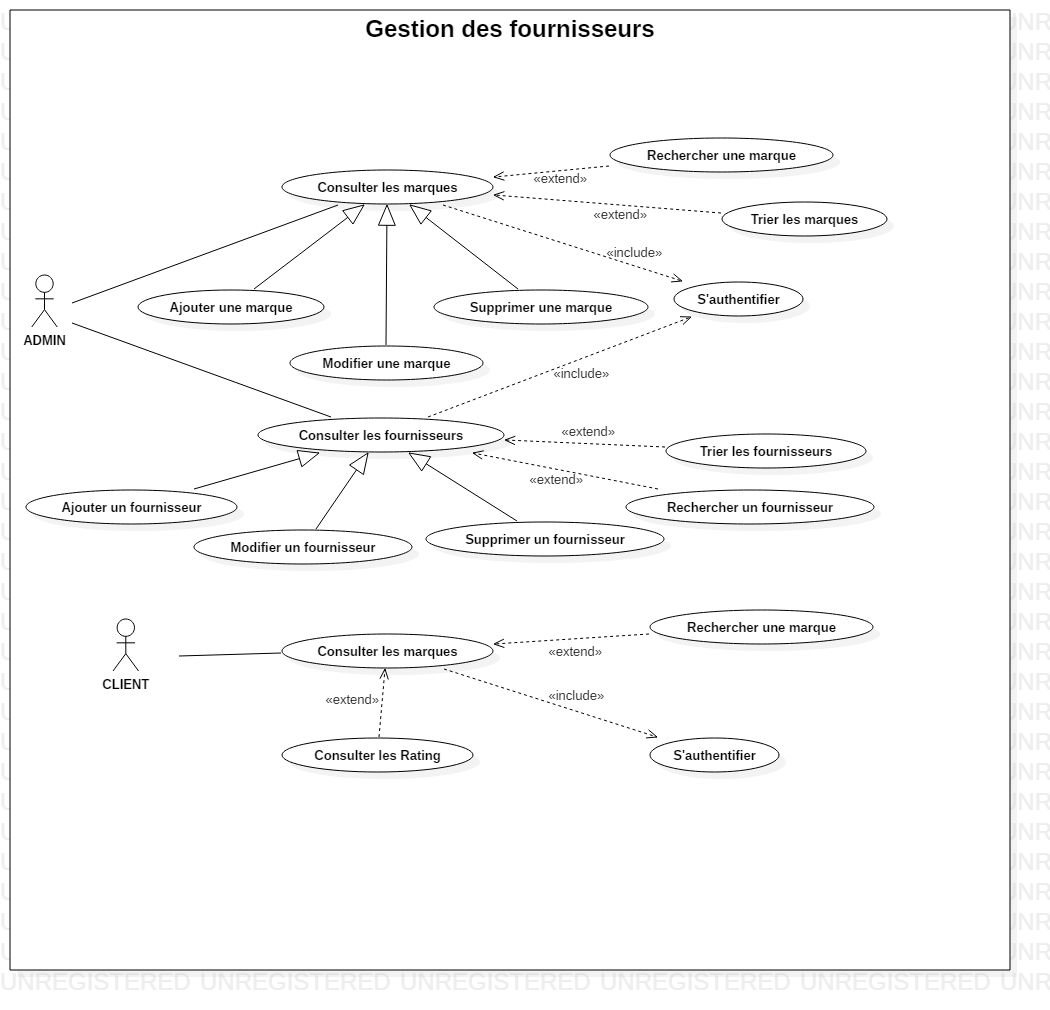 Gestion des fournisseurs
Rechercher une marque
«extend»
Consulter les marques
«extend»
Trier les marques
«include»
S'authentifier
Ajouter une marque
Supprimer une marque
ADMIN
Modifier une marque
«include»
Consulter les fournisseurs
«extend»
Trier les fournisseurs
«extend»
Ajouter un fournisseur
Rechercher un fournisseur
Modifier un fournisseur
Supprimer un fournisseur
Rechercher une marque
CLIENT
Consulter les marques
«extend»
«extend»
«include»
Consulter les Rating
S'authentifier
UNREGISTERED UNREGISTERED UNREGISTERED UNREGISTERED UNREGISTERED UNR